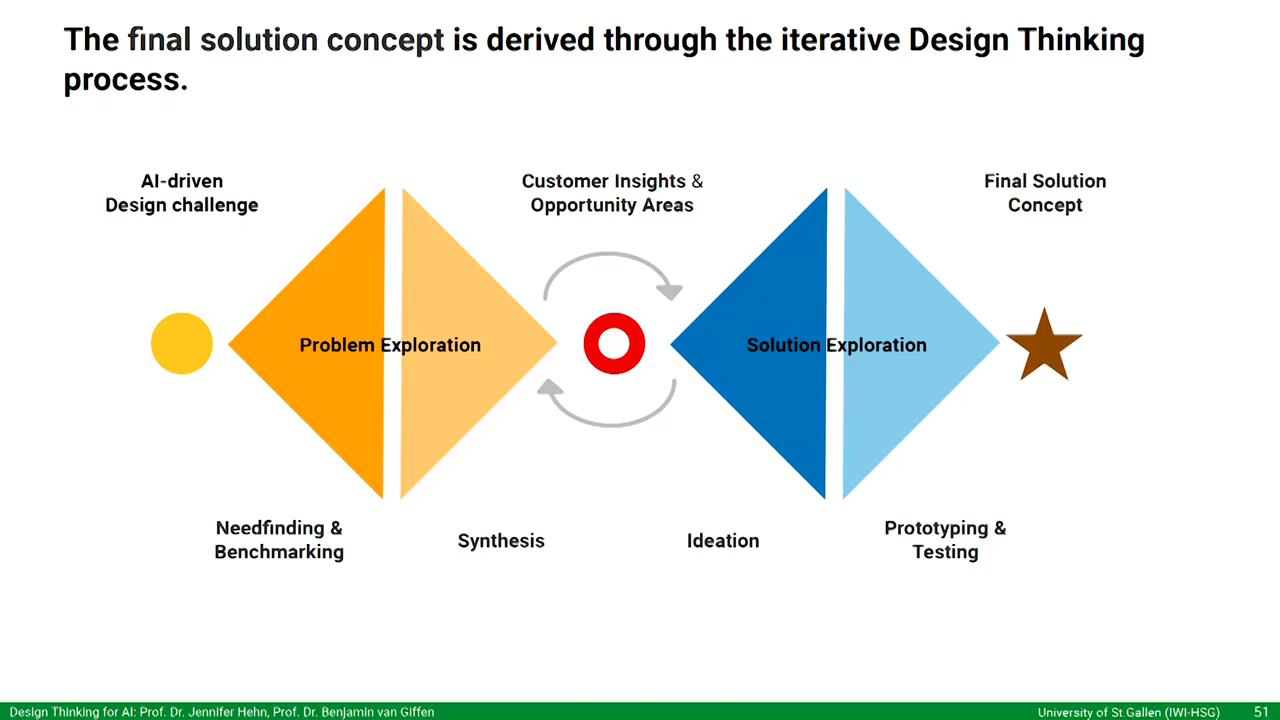 The final solution concept is derived through the iterative Design Thinking
process.
AI-driven
Design challenge
Customer Insights &
Opportunity Areas
Final Solution
Concept
Problem Exploration
Solution Exploration
Needfinding &
Benchmarking
Synthesis
Ideation
Prototyping &
Testing
Design Thinking for AI: Prof. Dr. Jennifer Hehn, Prof. Dr. Benjamin van Giffen
University of St.Gallen (IWI-HSG)
51